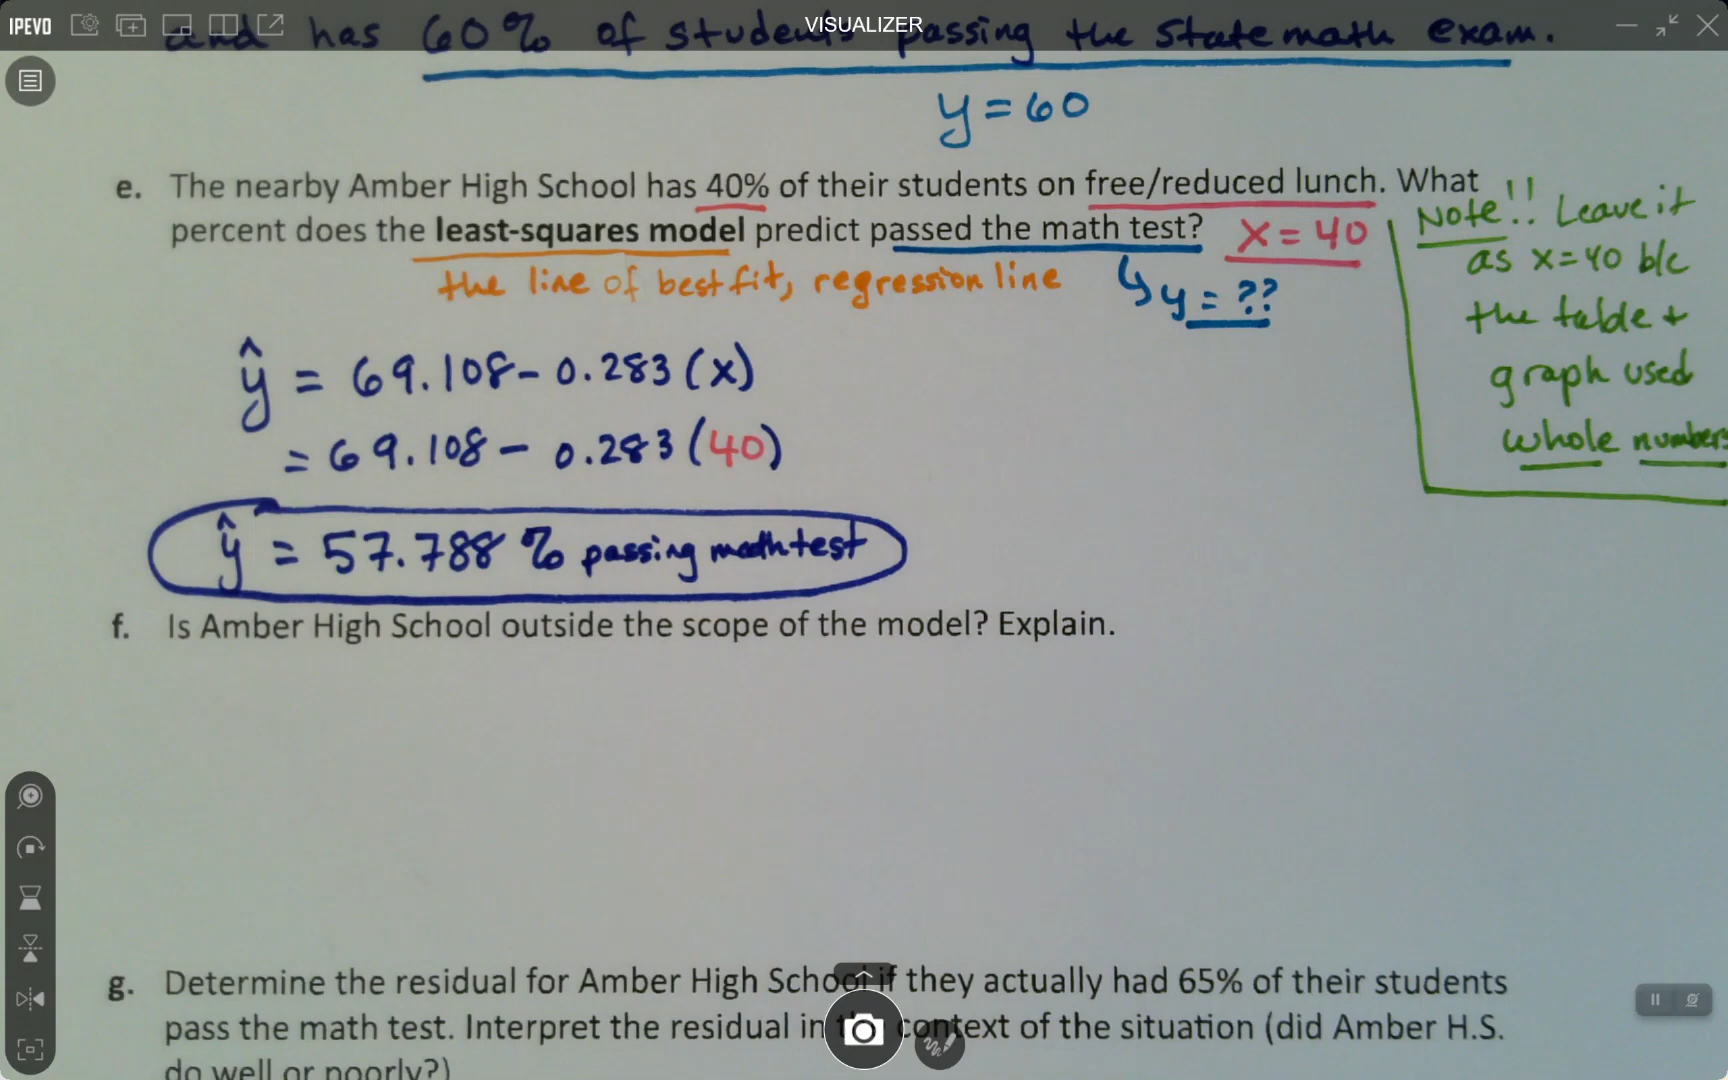 IPEVO
VISUALIZER
and has 60% of students passing the state math exam.
y = 60
e. The nearby Amber High School has 40% of their students on free/reduced lunch. What
percent does the least-squares model predict passed the math test? x = 40
the line of best fit, regression line
y = ??
Note!! Leave it
as x=40 b/c
the table +
graph used
whole numbers
ŷ = 69.108 - 0.283 (x)
= 69.108 - 0.283 (40)
ŷ = 57.788 % passing math test
f. Is Amber High School outside the scope of the model? Explain.
g. Determine the residual for Amber High School if they actually had 65% of their students
pass the math test. Interpret the residual in context of the situation (did Amber H.S.
do well or poorly?)